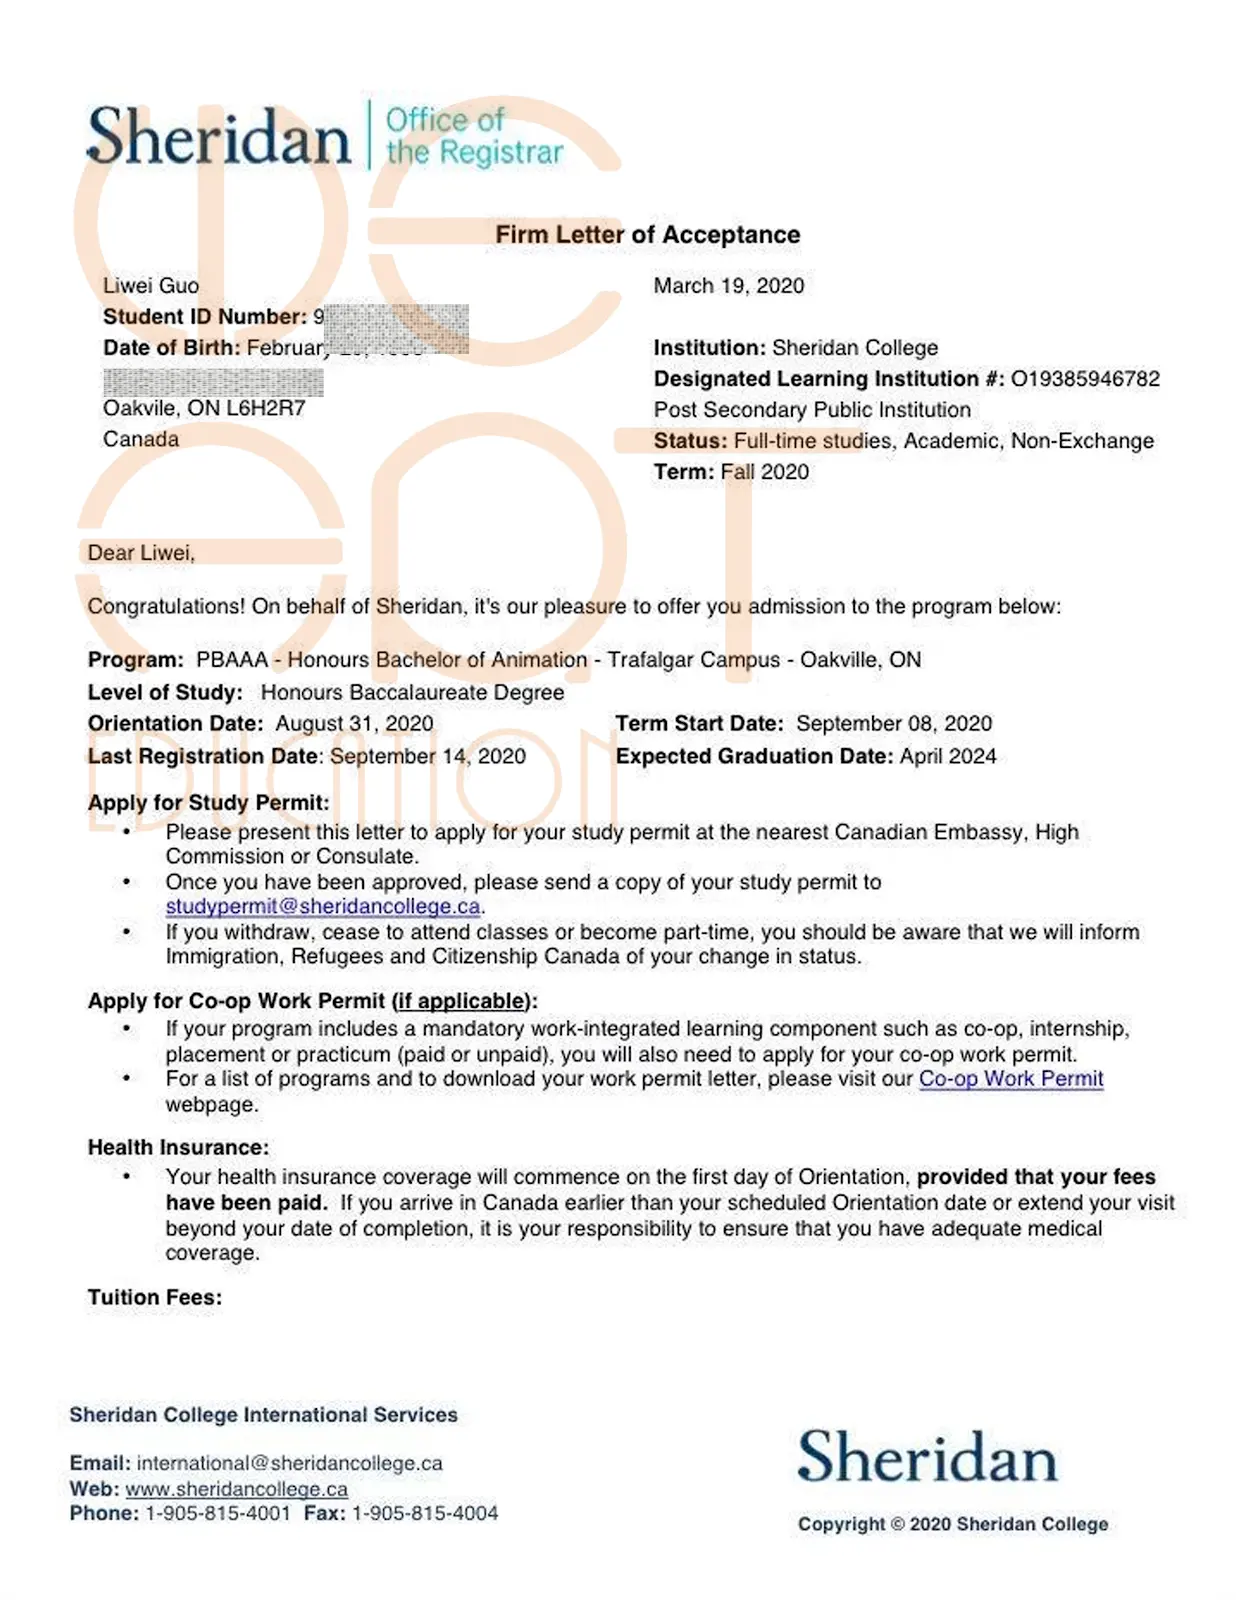 Sheridan
Office of
the Registrar
Firm Letter of Acceptance
Liwei Guo
March 19, 2020
Student ID Number: 9
Date of Birth: February
Institution: Sheridan College
Designated Learning Institution #: O19385946782
Oakvile, ON L6H2R7
Post Secondary Public Institution
Canada
Status: Full-time studies, Academic, Non-Exchange
Term: Fall 2020
Dear Liwei,
Congratulations! On behalf of Sheridan, it's our pleasure to offer you admission to the program below:
Program: PBAAA - Honours Bachelor of Animation - Trafalgar Campus - Oakville, ON
Level of Study: Honours Baccalaureate Degree
Orientation Date: August 31, 2020 Term Start Date: September 08, 2020
Last Registration Date: September 14, 2020 Expected Graduation Date: April 2024
EDUCATION
Apply for Study Permit:
• Please present this letter to apply for your study permit at the nearest Canadian Embassy, High
Commission or Consulate.
• Once you have been approved, please send a copy of your study permit to
studypermit@sheridancollege.ca.
• If you withdraw, cease to attend classes or become part-time, you should be aware that we will inform
Immigration, Refugees and Citizenship Canada of your change in status.
Apply for Co-op Work Permit (if applicable):
• If your program includes a mandatory work-integrated learning component such as co-op, internship,
placement or practicum (paid or unpaid), you will also need to apply for your co-op work permit.
• For a list of programs and to download your work permit letter, please visit our Co-op Work Permit
webpage.
Health Insurance:
• Your health insurance coverage will commence on the first day of Orientation, provided that your fees
have been paid. If you arrive in Canada earlier than your scheduled Orientation date or extend your visit
beyond your date of completion, it is your responsibility to ensure that you have adequate medical
coverage.
Tuition Fees:
Sheridan College International Services
Email: international@sheridancollege.ca
Web: www.sheridancollege.ca
Phone: 1-905-815-4001 Fax: 1-905-815-4004
Sheridan
Copyright © 2020 Sheridan College